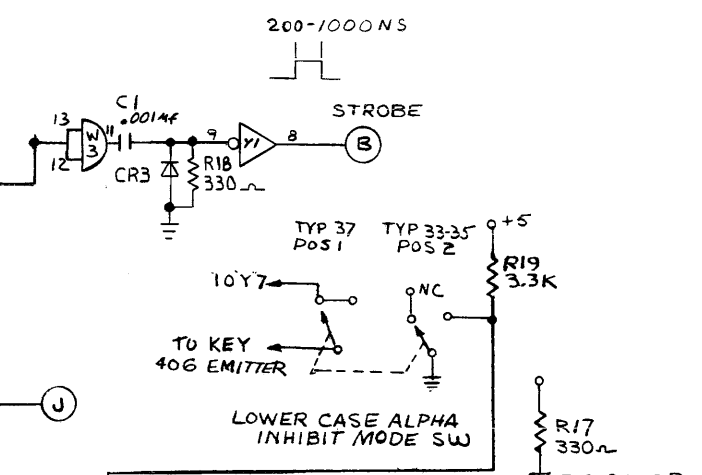 200-1000NS
STROBE
C1
.001Mf
13
12
W
3
11
9
Y1
8
B
CR3
R18
330Ω
TYP 37
POS 1
TYP 33-35
POS 2
+5
R19
3.3K
NC
TO KEY
406 EMITTER
J
LOWER CASE ALPHA
INHIBIT MODE SW
R17
330Ω